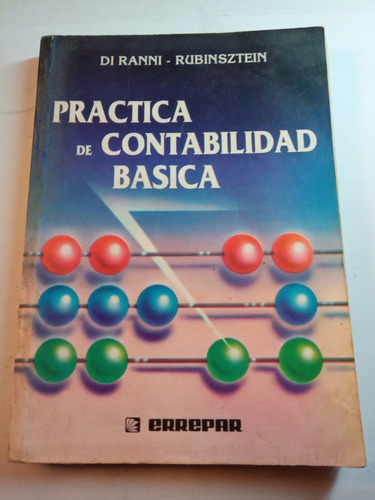 DI RANNI - RUBINSZTEIN
PRACTICA
DE CONTABILIDAD
BASICA
ERREPAR